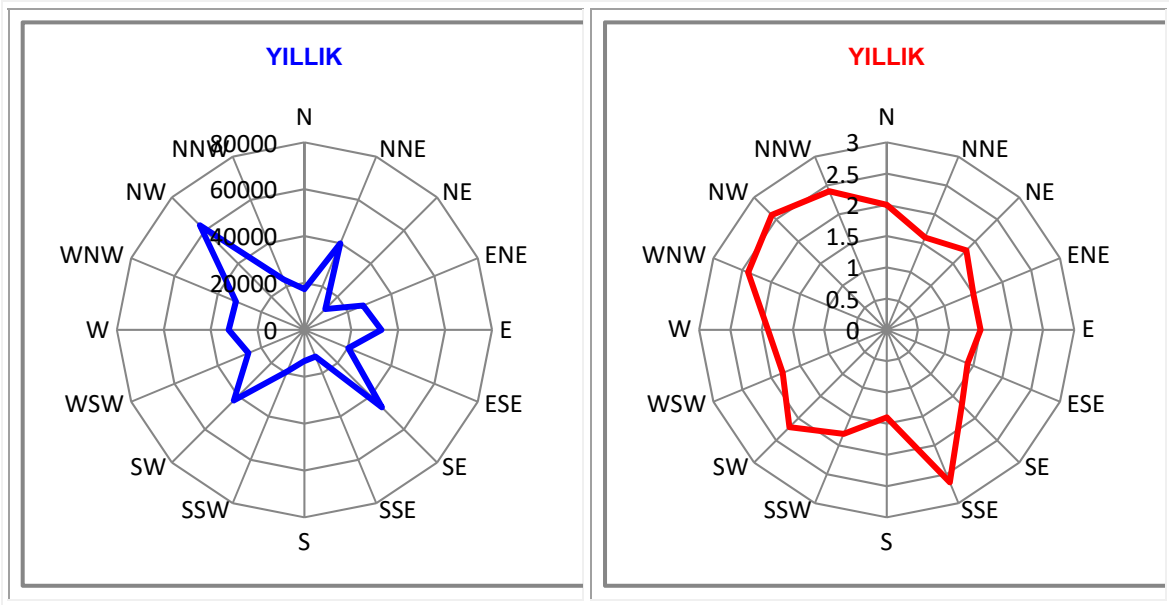 YILLIK
N
NNE
NE
ENE
E
ESE
SE
SSE
S
SSW
SW
WSW
W
WNW
NW
NNW
80000
60000
40000
20000
0
YILLIK
N
NNE
NE
ENE
E
ESE
SE
SSE
S
SSW
SW
WSW
W
WNW
NW
NNW
3
2.5
2
1.5
1
0.5
0